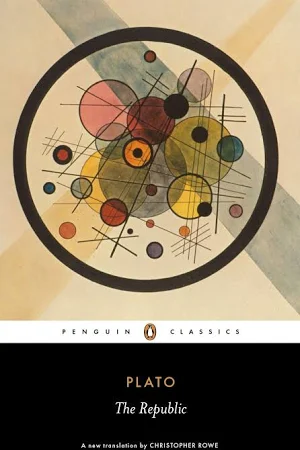 PENGUIN CLASSICS
PLATO
The Republic
A new translation by CHRISTOPHER ROWE